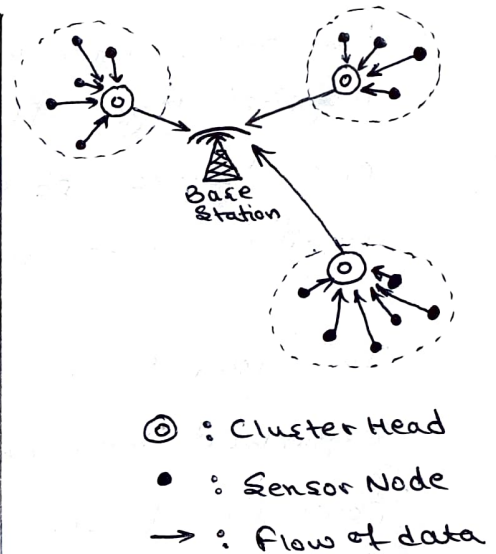 Base
Station
: Cluster Head
: Sensor Node
: Flow of data